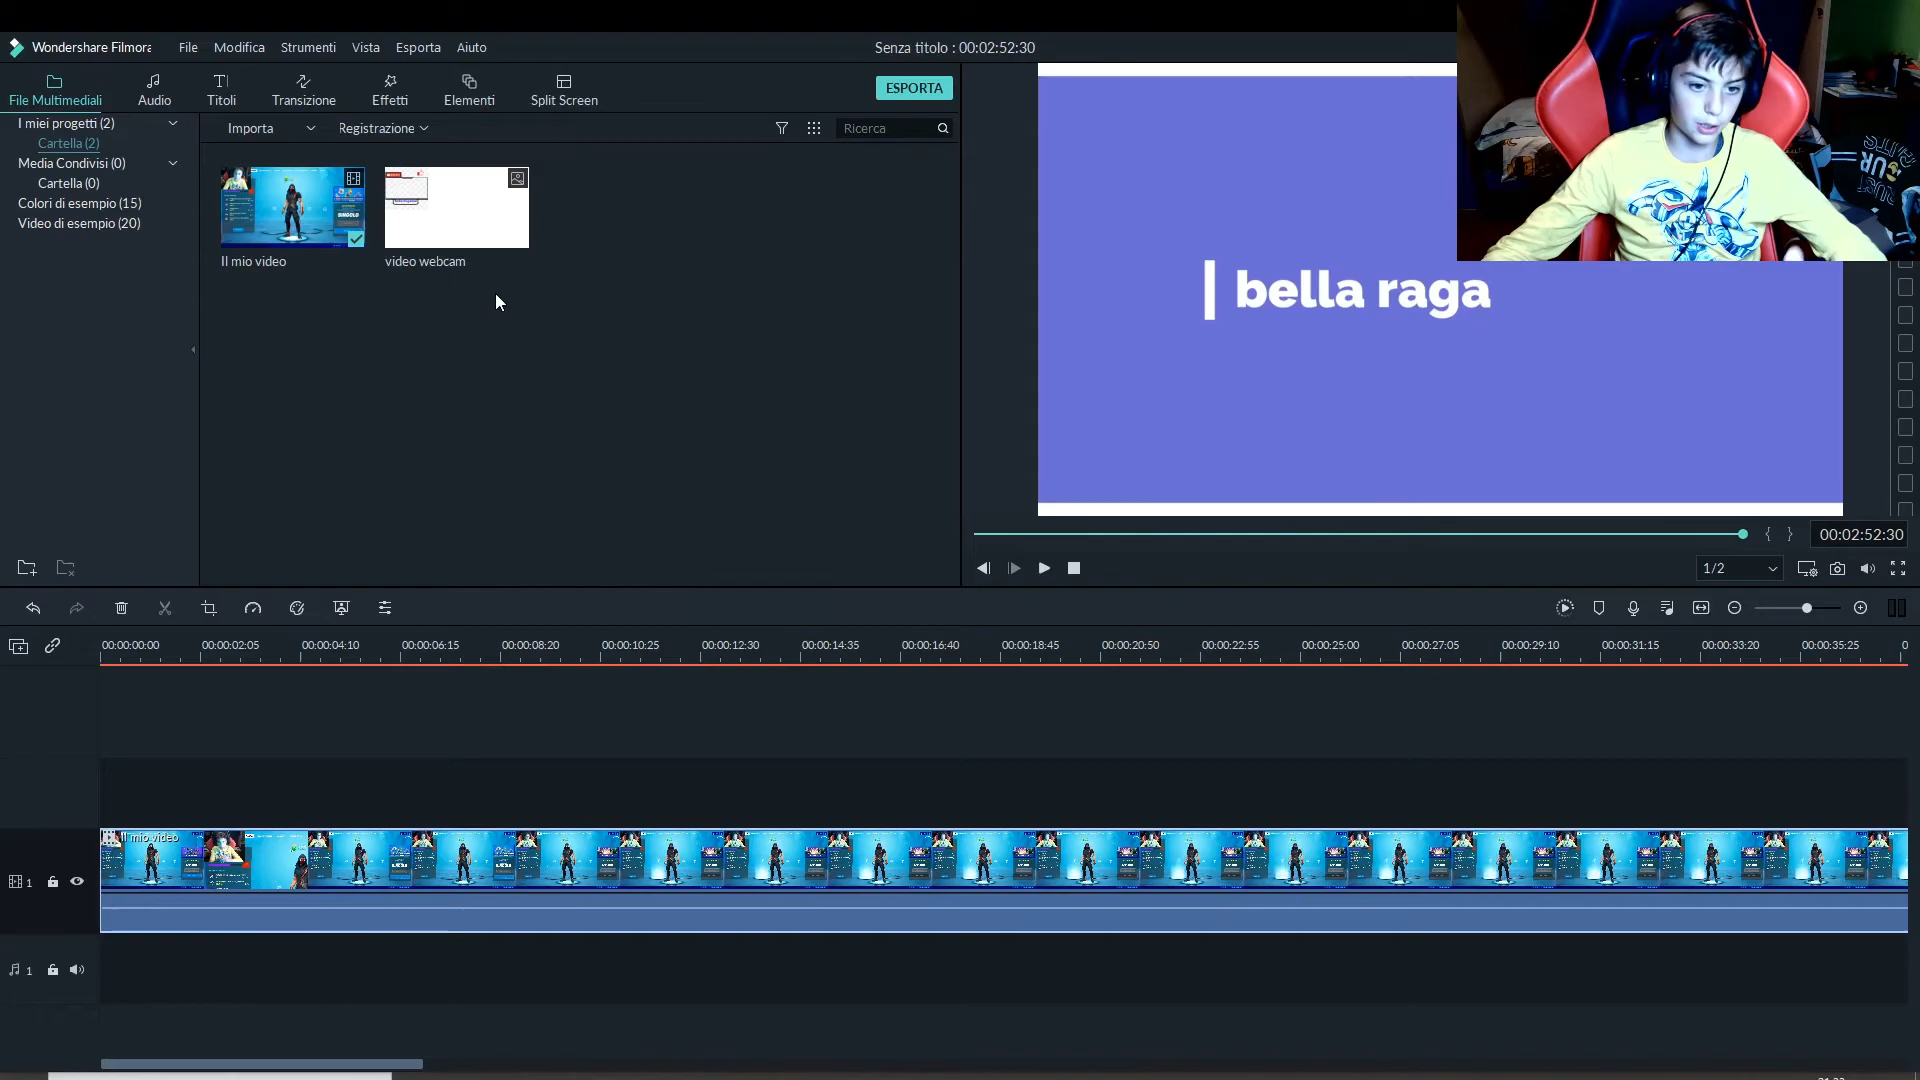 Wondershare Filmora
File Modifica Strumenti Vista Esporta Aiuto
Senza titolo : 00:02:52:30
File Multimediali Audio Titoli Transizione Effetti Elementi Split Screen
ESPORTA
I miei progetti (2)
Cartella (2)
Media Condivisi (0)
Cartella (0)
Colori di esempio (15)
Video di esempio (20)
Importa Registrazione Ricerca
Il mio video
video webcam
bella raga
00:02:52:30
1/2
00:00:00:00 00:00:02:05 00:00:04:10 00:00:06:15 00:00:08:20 00:00:10:25 00:00:12:30 00:00:14:35 00:00:16:40 00:00:18:45 00:00:20:50 00:00:22:55 00:00:25:00 00:00:27:05 00:00:29:10 00:00:31:15 00:00:33:20 00:00:35:25 0
Il mio video
1
1